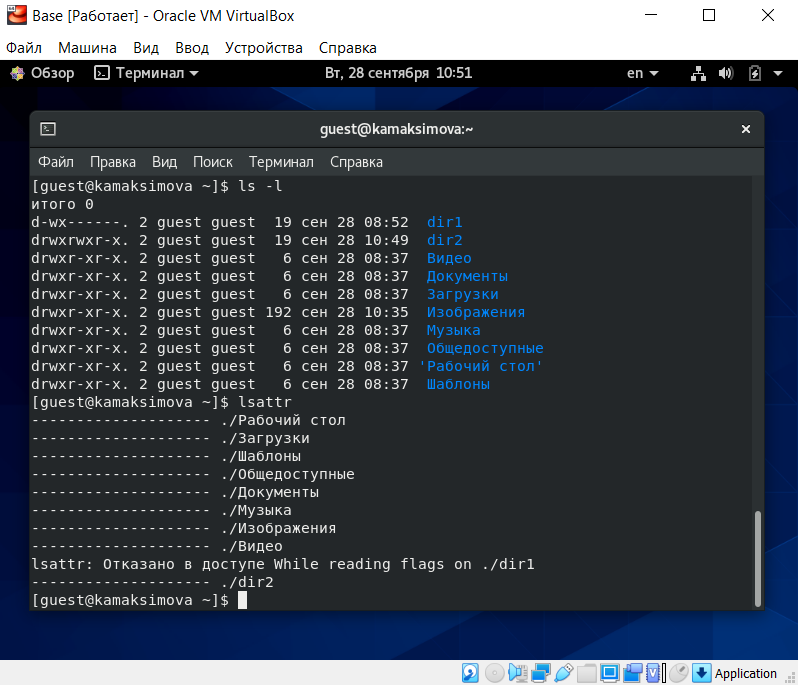 Base [Работает] - Oracle VM VirtualBox
Файл Машина Вид Ввод Устройства Справка
Обзор Терминал Вт, 28 сентября 10:51 en
guest@kamaksimova:~
Файл Правка Вид Поиск Терминал Справка
[guest@kamaksimova ~]$ ls -l
итого 0
d-wx------. 2 guest guest  19 сен 28 08:52  dir1
drwxrwxr-x. 2 guest guest  19 сен 28 10:49  dir2
drwxr-xr-x. 2 guest guest   6 сен 28 08:37  Видео
drwxr-xr-x. 2 guest guest   6 сен 28 08:37  Документы
drwxr-xr-x. 2 guest guest   6 сен 28 08:37  Загрузки
drwxr-xr-x. 2 guest guest 192 сен 28 10:35  Изображения
drwxr-xr-x. 2 guest guest   6 сен 28 08:37  Музыка
drwxr-xr-x. 2 guest guest   6 сен 28 08:37  Общедоступные
drwxr-xr-x. 2 guest guest   6 сен 28 08:37 'Рабочий стол'
drwxr-xr-x. 2 guest guest   6 сен 28 08:37  Шаблоны
[guest@kamaksimova ~]$ lsattr
-------------------- ./Рабочий стол
-------------------- ./Загрузки
-------------------- ./Шаблоны
-------------------- ./Общедоступные
-------------------- ./Документы
-------------------- ./Музыка
-------------------- ./Изображения
-------------------- ./Видео
lsattr: Отказано в доступе While reading flags on ./dir1
-------------------- ./dir2
[guest@kamaksimova ~]$
Application